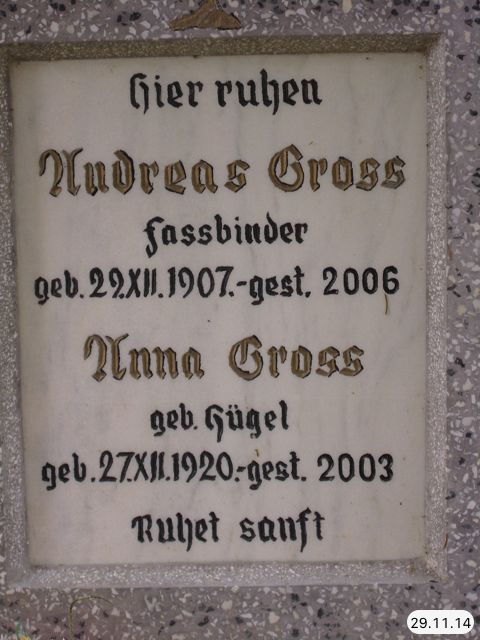 Hier ruhen
Andreas Gross
Fassbinder
geb. 29.XII.1907.-gest. 2006
Anna Gross
geb. Hügel
geb. 27.XII.1920.-gest. 2003
Ruhet sanft
29.11.14